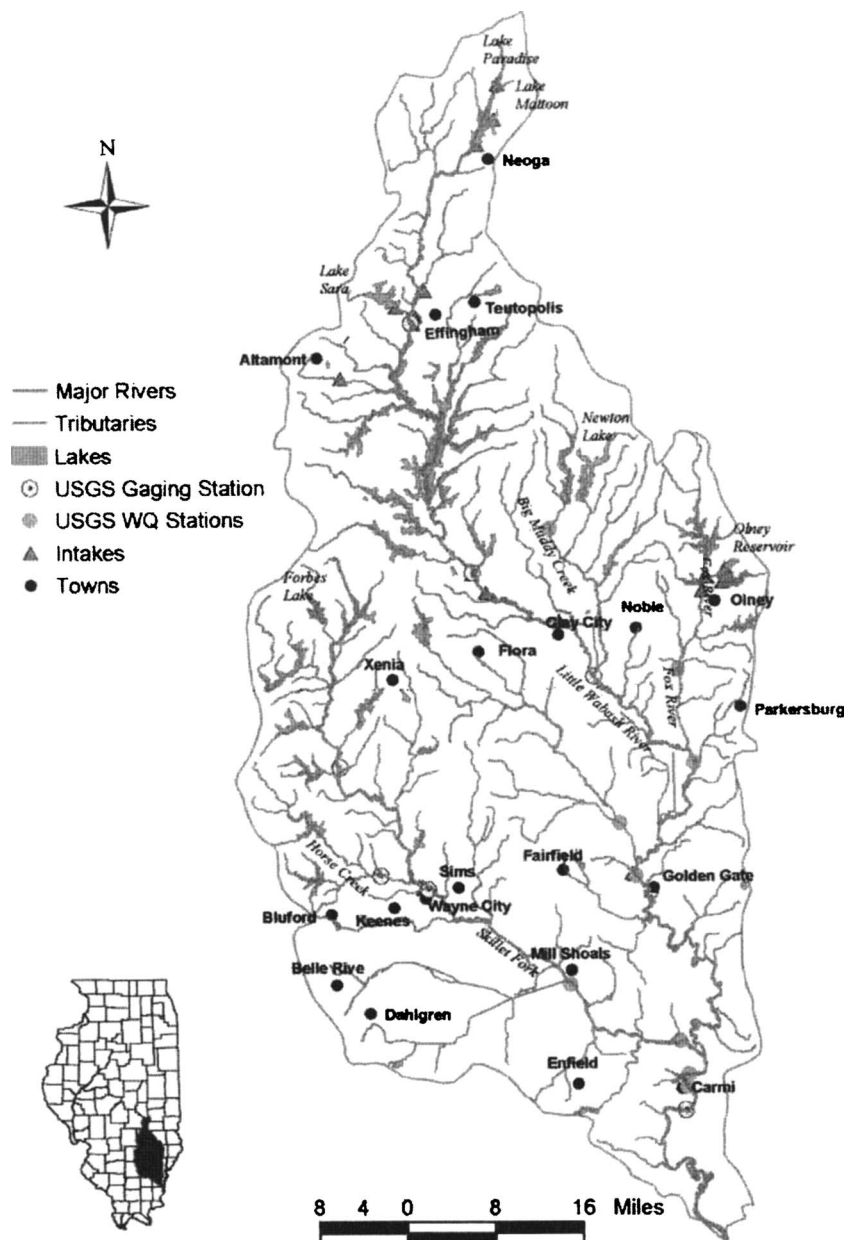 Lake
Paradise
Lake
Mattoon
N
Neoga
Lake
Sara
Teutopolis
Effingham
Altamont
Major Rivers
Tributaries
Lakes
USGS Gaging Station
USGS WQ Stations
Intakes
Towns
Newton
Lake
Big Muddy Creek
Olney
Reservoir
Forbes
Lake
Noble
Olney
Clay City
Flora
Xenia
Little Wabash River
Fox River
Parkersburg
Horse Creek
Sims
Fairfield
Golden Gate
Wayne City
Bluford
Keenes
Skillet Fork
Mill Shoals
Belle Rive
Dahlgren
Enfield
Carmi
8 4 0 8 16 Miles